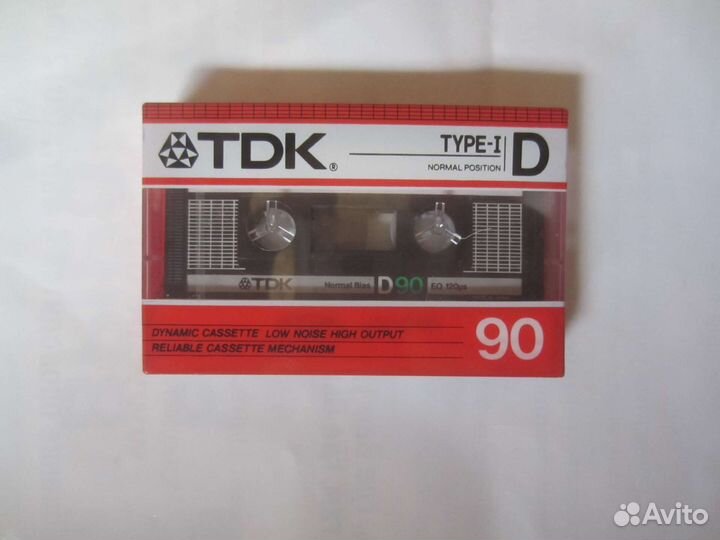 TDK®
TYPE-I D
NORMAL POSITION
TDK Normal Bias D90 EQ 120µs
DYNAMIC CASSETTE LOW NOISE HIGH OUTPUT
RELIABLE CASSETTE MECHANISM
90
Avito